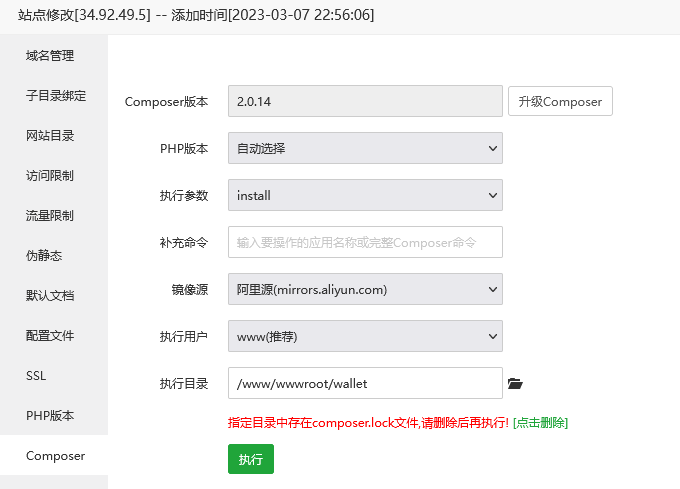 站点修改[34.92.49.5] -- 添加时间[2023-03-07 22:56:06]
域名管理
子目录绑定
网站目录
访问限制
流量限制
伪静态
默认文档
配置文件
SSL
PHP版本
Composer
Composer版本 2.0.14 升级Composer
PHP版本 自动选择
执行参数 install
补充命令 输入要操作的应用名称或完整Composer命令
镜像源 阿里源(mirrors.aliyun.com)
执行用户 www(推荐)
执行目录 /www/wwwroot/wallet
指定目录中存在composer.lock文件,请删除后再执行! [点击删除]
执行